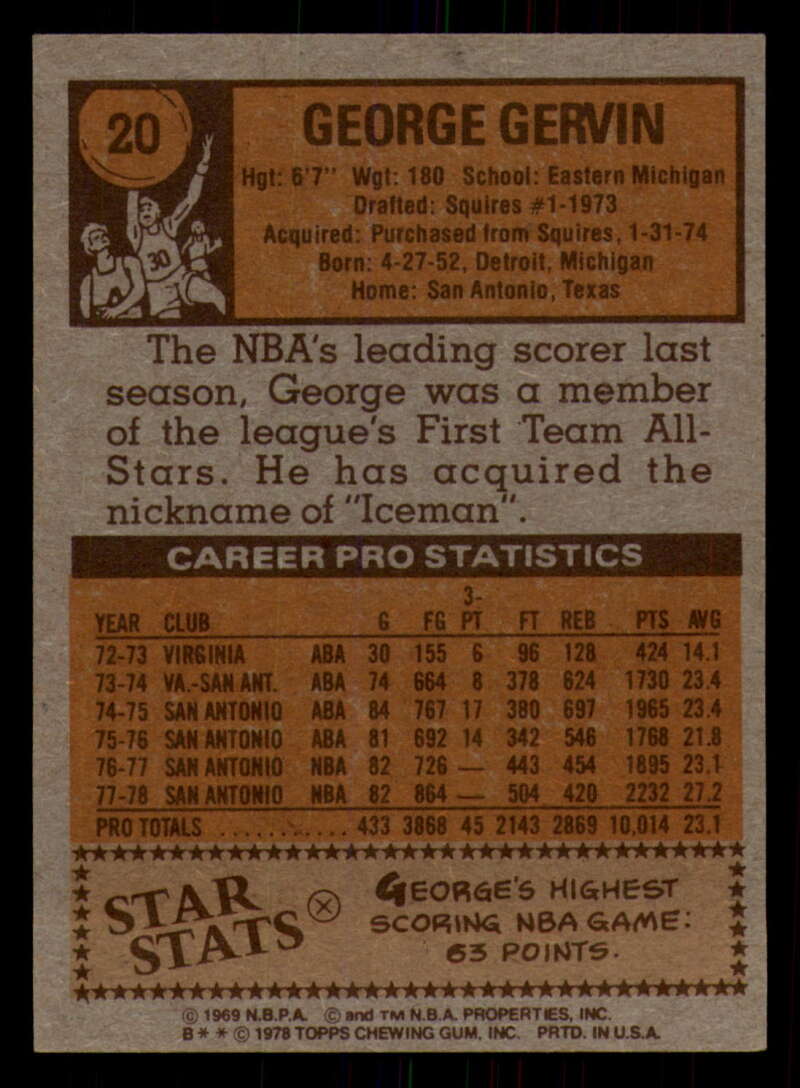 20
GEORGE GERVIN
Hgt: 6'7" Wgt: 180 School: Eastern Michigan
Drafted: Squires #1-1973
Acquired: Purchased from Squires, 1-31-74
Born: 4-27-52, Detroit, Michigan
Home: San Antonio, Texas
30
The NBA's leading scorer last
season, George was a member
of the league's First Team All-
Stars. He has acquired the
nickname of "Iceman".
CAREER PRO STATISTICS
YEAR CLUB G FG 3-PT FT REB PTS AVG
72-73 VIRGINIA ABA 30 155 6 96 128 424 14.1
73-74 VA.-SAN ANT. ABA 74 664 8 378 624 1730 23.4
74-75 SAN ANTONIO ABA 84 767 17 380 697 1965 23.4
75-76 SAN ANTONIO ABA 81 692 14 342 546 1768 21.8
76-77 SAN ANTONIO NBA 82 726 — 443 454 1895 23.1
77-78 SAN ANTONIO NBA 82 864 — 504 420 2232 27.2
PRO TOTALS ............ 433 3868 45 2143 2869 10,014 23.1
STAR
STATS
GEORGE'S HIGHEST
SCORING NBA GAME:
63 POINTS.
© 1969 N.B.P.A. © and TM N.B.A. PROPERTIES, INC.
B * * © 1978 TOPPS CHEWING GUM, INC. PRTD. IN U.S.A.